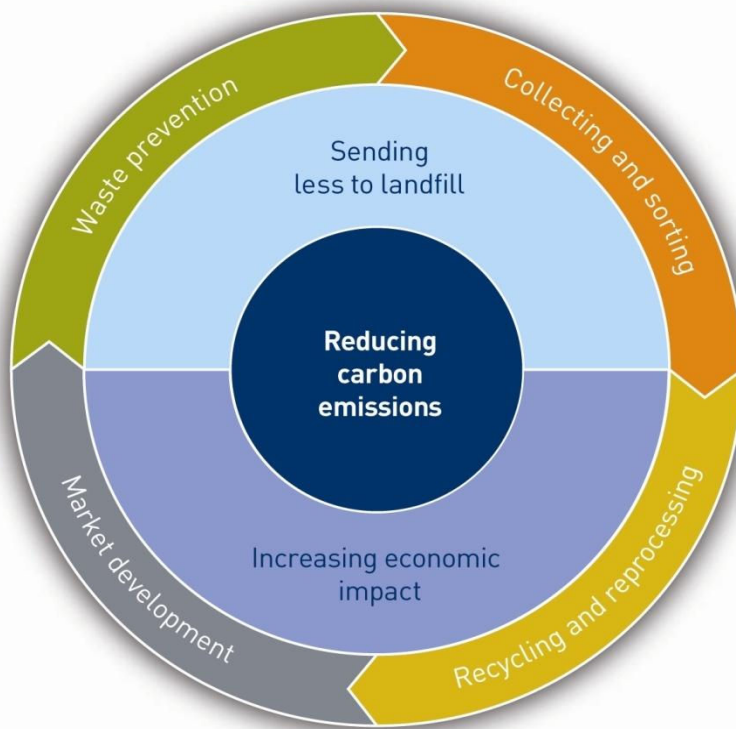 Waste prevention
Collecting and sorting
Sending
less to landfill
Reducing
carbon
emissions
Increasing economic
impact
Market development
Recycling and reprocessing